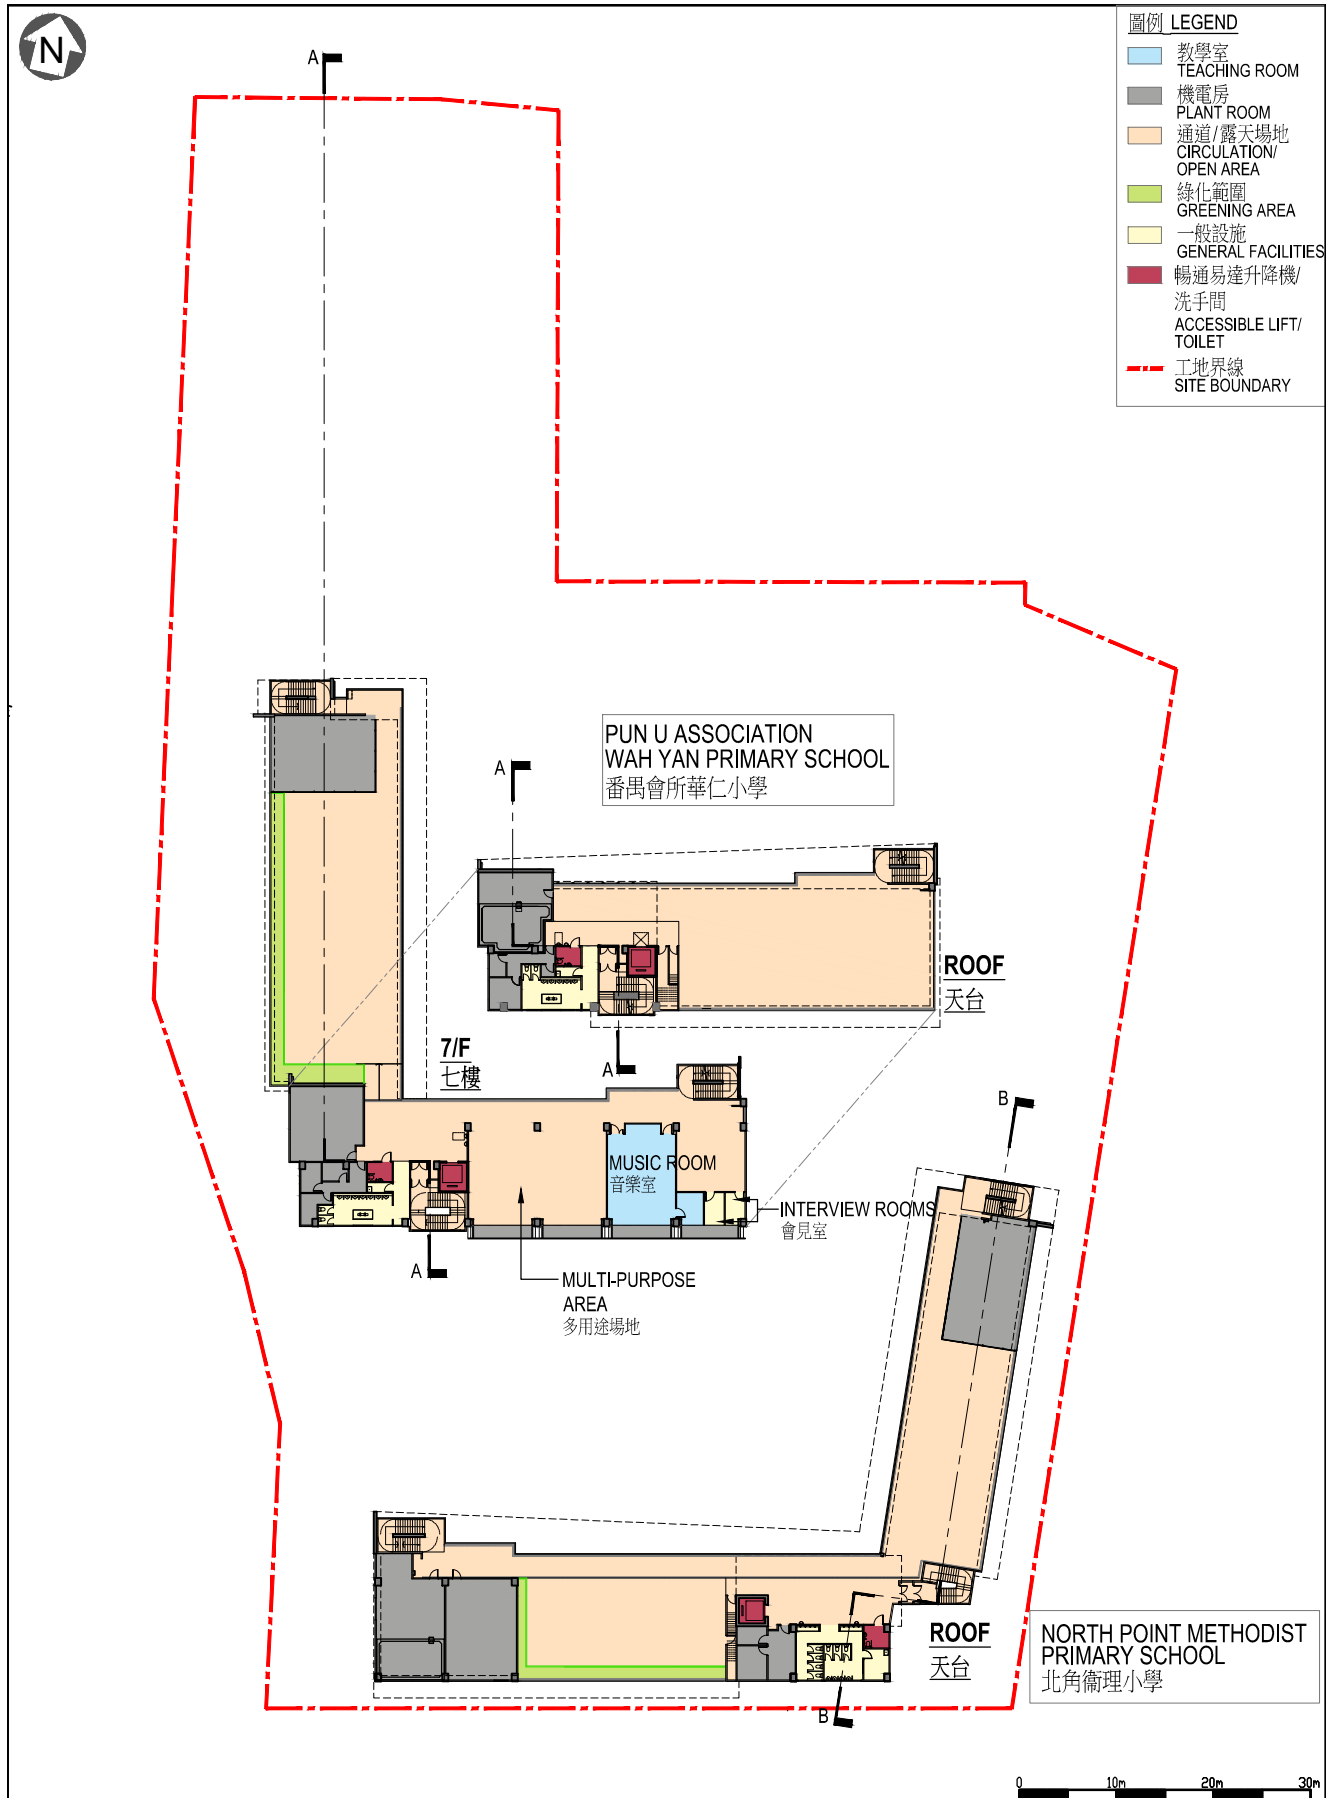 N
A
圖例 LEGEND
教學室
TEACHING ROOM
機電房
PLANT ROOM
通道/露天場地
CIRCULATION/
OPEN AREA
綠化範圍
GREENING AREA
一般設施
GENERAL FACILITIES
暢通易達升降機/
洗手間
ACCESSIBLE LIFT/
TOILET
工地界線
SITE BOUNDARY
PUN U ASSOCIATION
WAH YAN PRIMARY SCHOOL
番禺會所華仁小學
A
ROOF
天台
7/F
七樓
A
B
MUSIC ROOM
音樂室
INTERVIEW ROOMS
會見室
A
MULTI-PURPOSE
AREA
多用途場地
ROOF
天台
NORTH POINT METHODIST
PRIMARY SCHOOL
北角衞理小學
B
0 10m 20m 30m